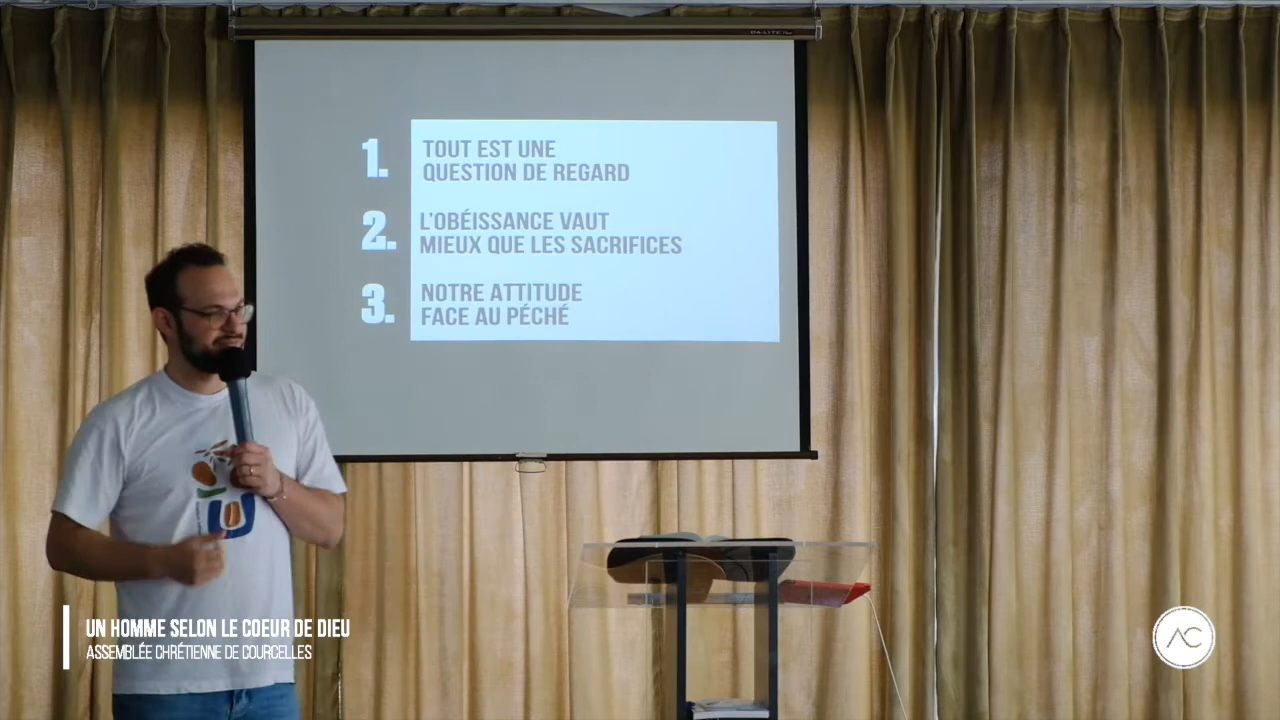 1. TOUT EST UNE
QUESTION DE REGARD
2. L'OBÉISSANCE VAUT
MIEUX QUE LES SACRIFICES
3. NOTRE ATTITUDE
FACE AU PÉCHÉ
UN HOMME SELON LE COEUR DE DIEU
ASSEMBLÉE CHRÉTIENNE DE COURCELLES
AC